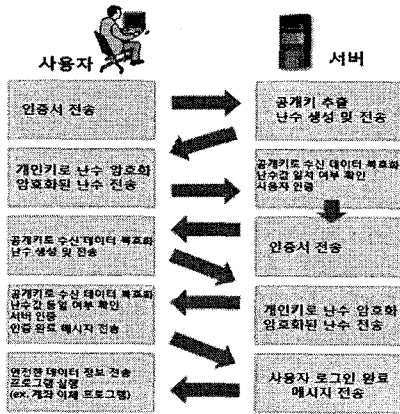 사용자
서버
인증서 전송
공개키 추출
난수 생성 및 전송
개인키로 난수 암호화
암호화된 난수 전송
공개키로 수신 데이터 복호화
난수값 일치 여부 확인
사용자 인증
인증서 전송
공개키로 수신 데이터 복호화
난수 생성 및 전송
공개키로 수신 데이터 복호화
난수값 동일 여부 확인
서버 인증
인증 완료 메시지 전송
개인키로 난수 암호화
암호화된 난수 전송
사용자 로그인 완료
메시지 전송
안전한 데이터 정보 전송
프로그램 실행
(ex. 계좌 이체 프로그램)